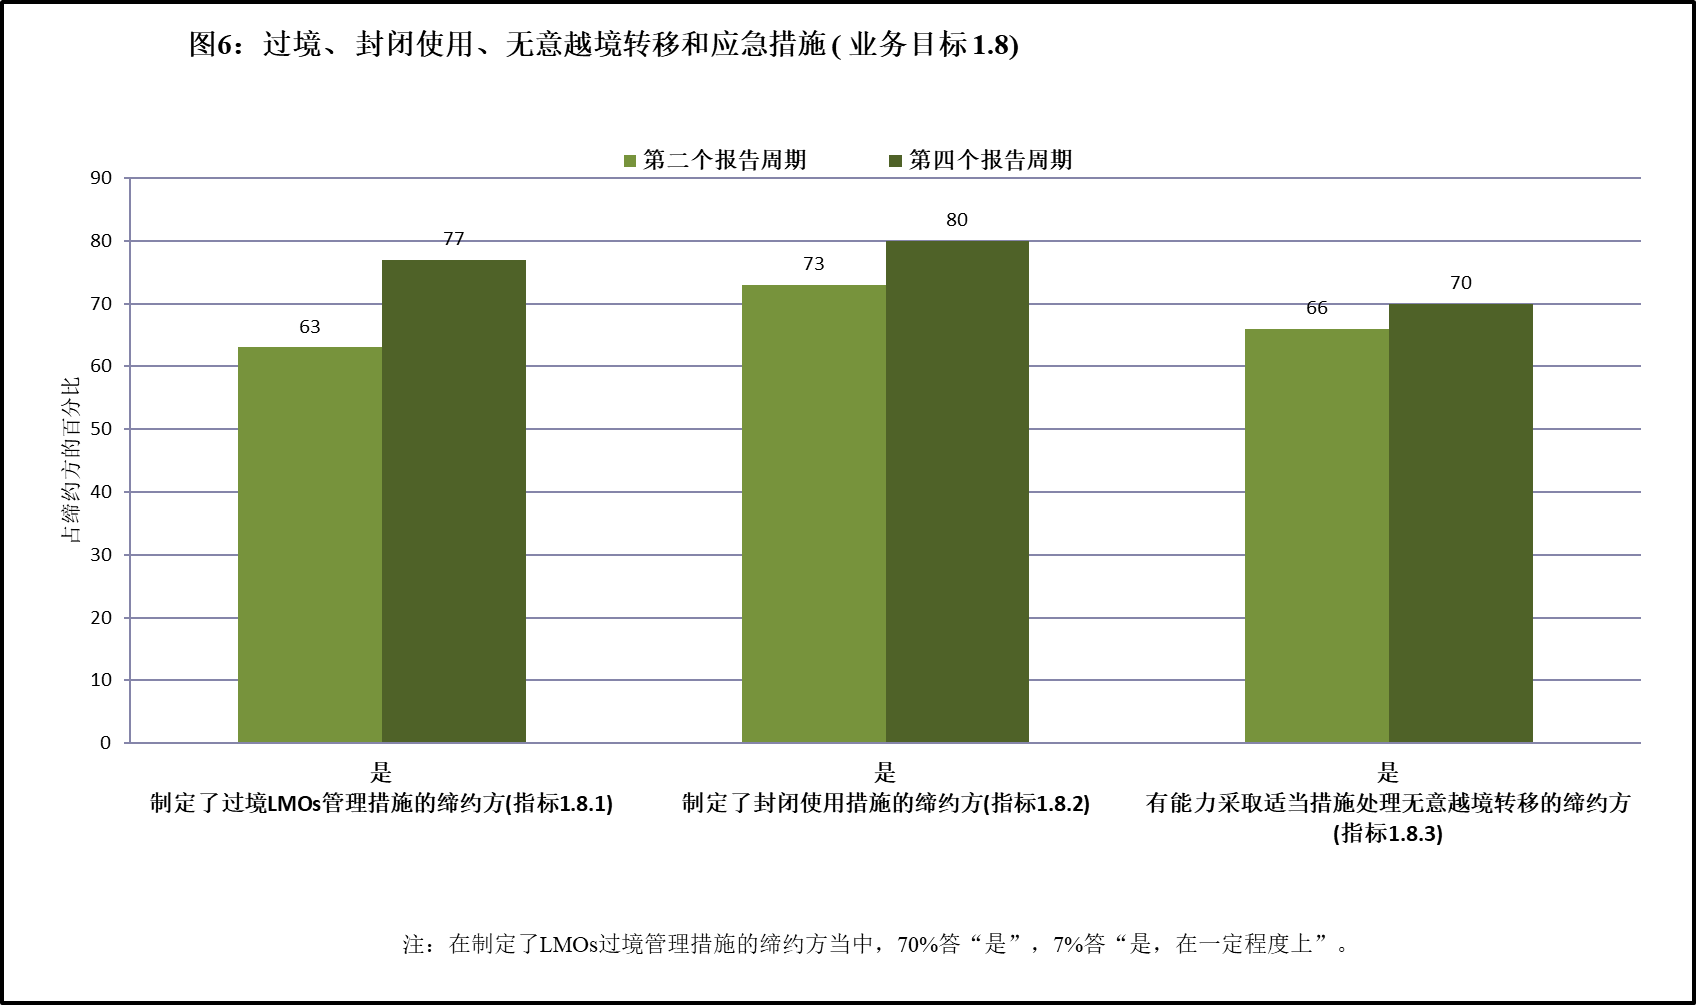 图6：过境、封闭使用、无意越境转移和应急措施(业务目标1.8)
第二个报告周期 第四个报告周期
占缔约方的百分比
90
80
70
60
50
40
30
20
10
0
63
77
73
80
66
70
是
制定了过境LMOs管理措施的缔约方(指标1.8.1)
是
制定了封闭使用措施的缔约方(指标1.8.2)
是
有能力采取适当措施处理无意越境转移的缔约方
(指标1.8.3)
注：在制定了LMOs过境管理措施的缔约方当中，70%答“是”，7%答“是，在一定程度上”。